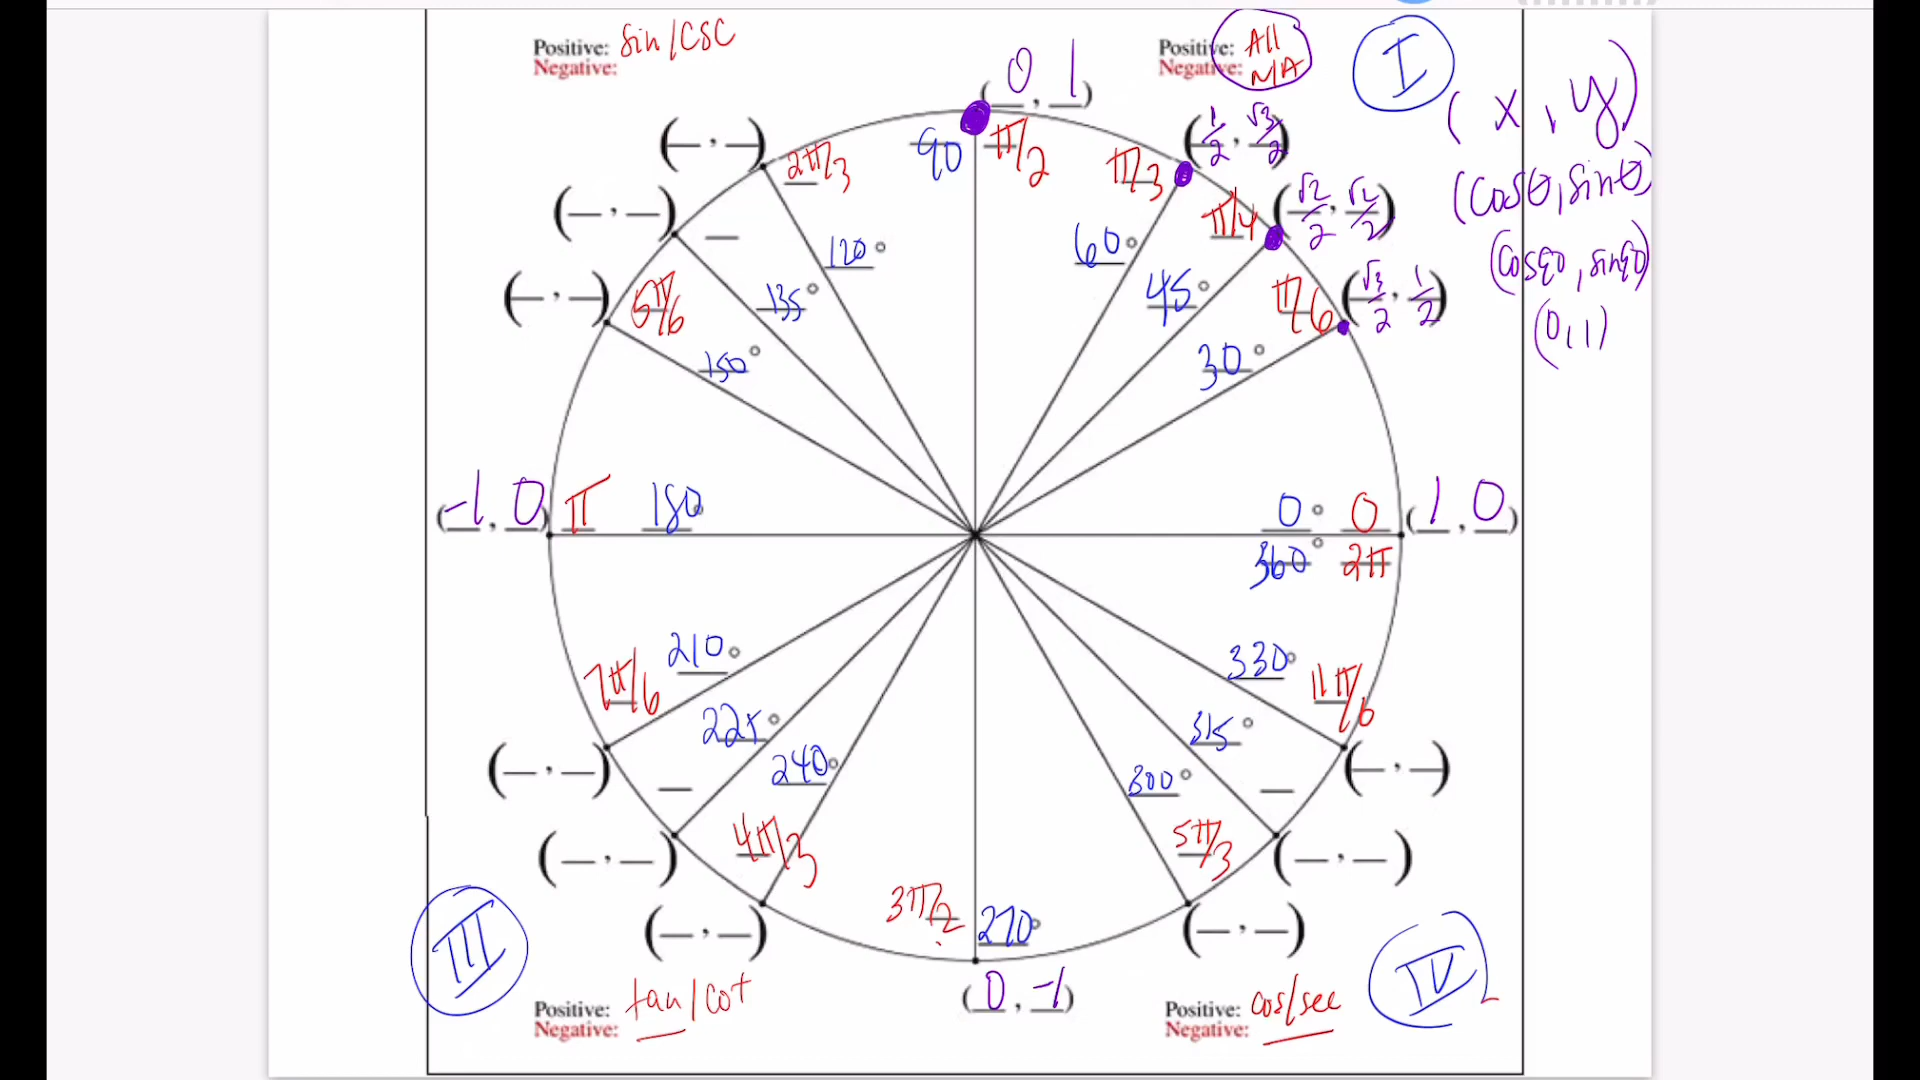 Positive: sin/csc
Negative:
Positive: All
Negative: N/A
I
(0, 1)
(x, y)
(cosθ, sinθ)
(cos90, sin90)
(0,1)
90 π/2
(_, _) 2π/3 120°
(_, _) _ 135°
(_, _) 5π/6 150°
π/3 (1/2, √3/2) 60°
π/4 (√2/2, √2/2) 45°
π/6 (√3/2, 1/2) 30°
(-1, 0) π 180°
0° 0 (1, 0)
360° 2π
7π/6 210° (_, _)
225° _ (_, _)
240° 4π/3 (_, _)
330° 11π/6 (_, _)
315° _ (_, _)
300° 5π/3 (_, _)
3π/2 270°
(0, -1)
III
IV
Positive: tan/cot
Negative:
Positive: cos/sec
Negative: